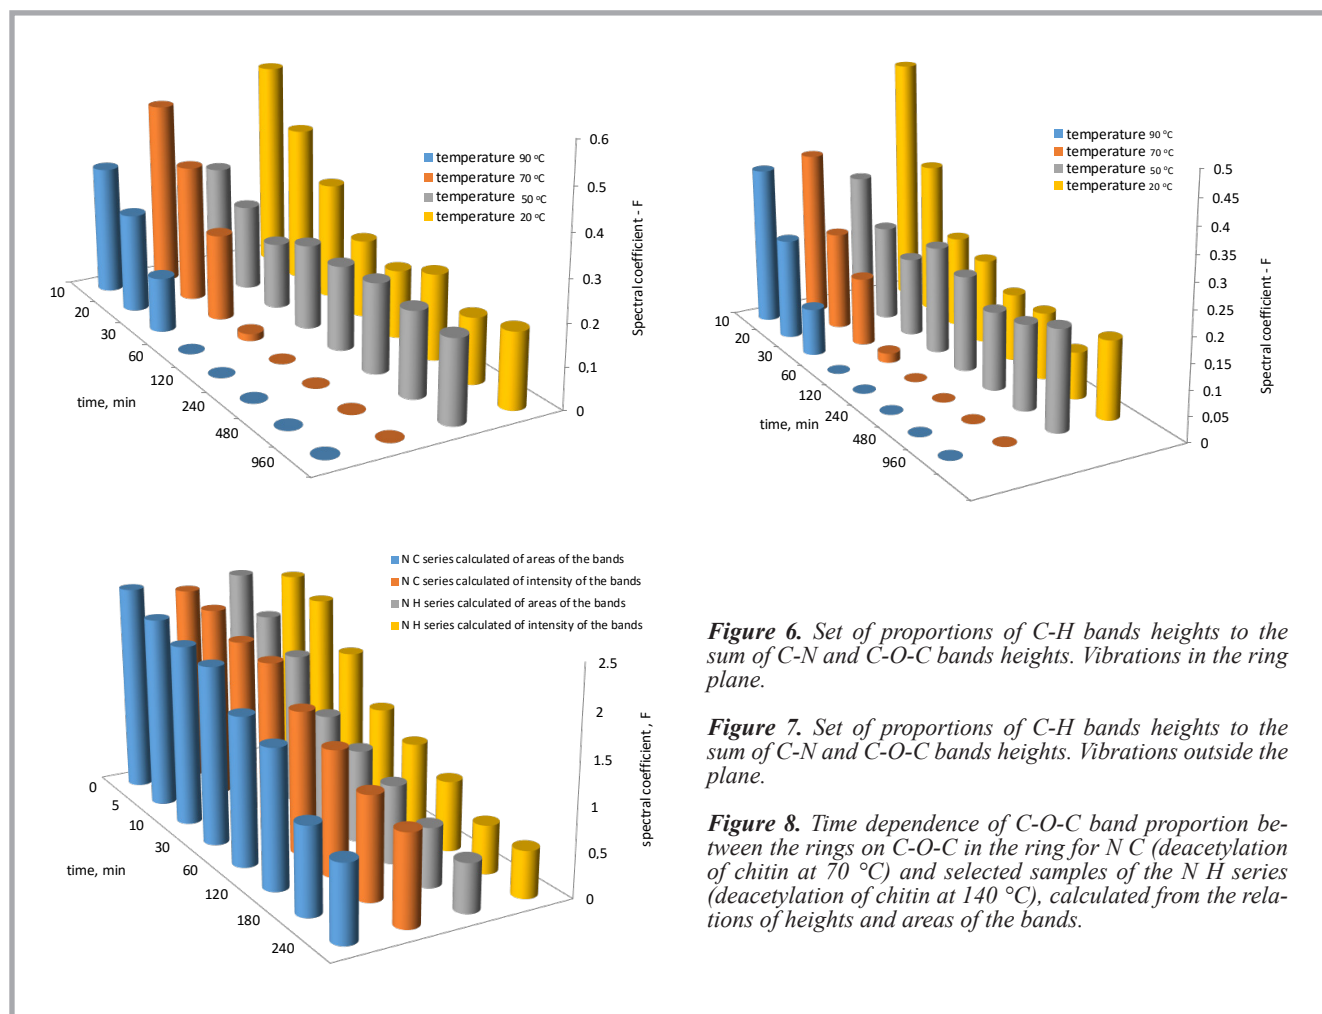 temperature 90 °C
temperature 70 °C
temperature 50 °C
temperature 20 °C
0.6
0.5
0.4
0.3
0.2
0.1
0
Spectral coefficient - F
10
20
30
60
120
240
480
960
time, min
temperature 90 °C
temperature 70 °C
temperature 50 °C
temperature 20 °C
0.5
0.45
0.4
0.35
0.3
0.25
0.2
0.15
0.1
0,05
0
Spectral coefficient - F
10
20
30
60
120
240
480
960
time, min
N C series calculated of areas of the bands
N C series calculated of intensity of the bands
N H series calculated of areas of the bands
N H series calculated of intensity of the bands
2.5
2
1.5
1
0.5
0
spectral coefficient , F
0
5
10
30
60
120
180
240
time, min
Figure 6. Set of proportions of C-H bands heights to the
sum of C-N and C-O-C bands heights. Vibrations in the ring
plane.
Figure 7. Set of proportions of C-H bands heights to the
sum of C-N and C-O-C bands heights. Vibrations outside the
plane.
Figure 8. Time dependence of C-O-C band proportion be-
tween the rings on C-O-C in the ring for N C (deacetylation
of chitin at 70 °C) and selected samples of the N H series
(deacetylation of chitin at 140 °C), calculated from the rela-
tions of heights and areas of the bands.